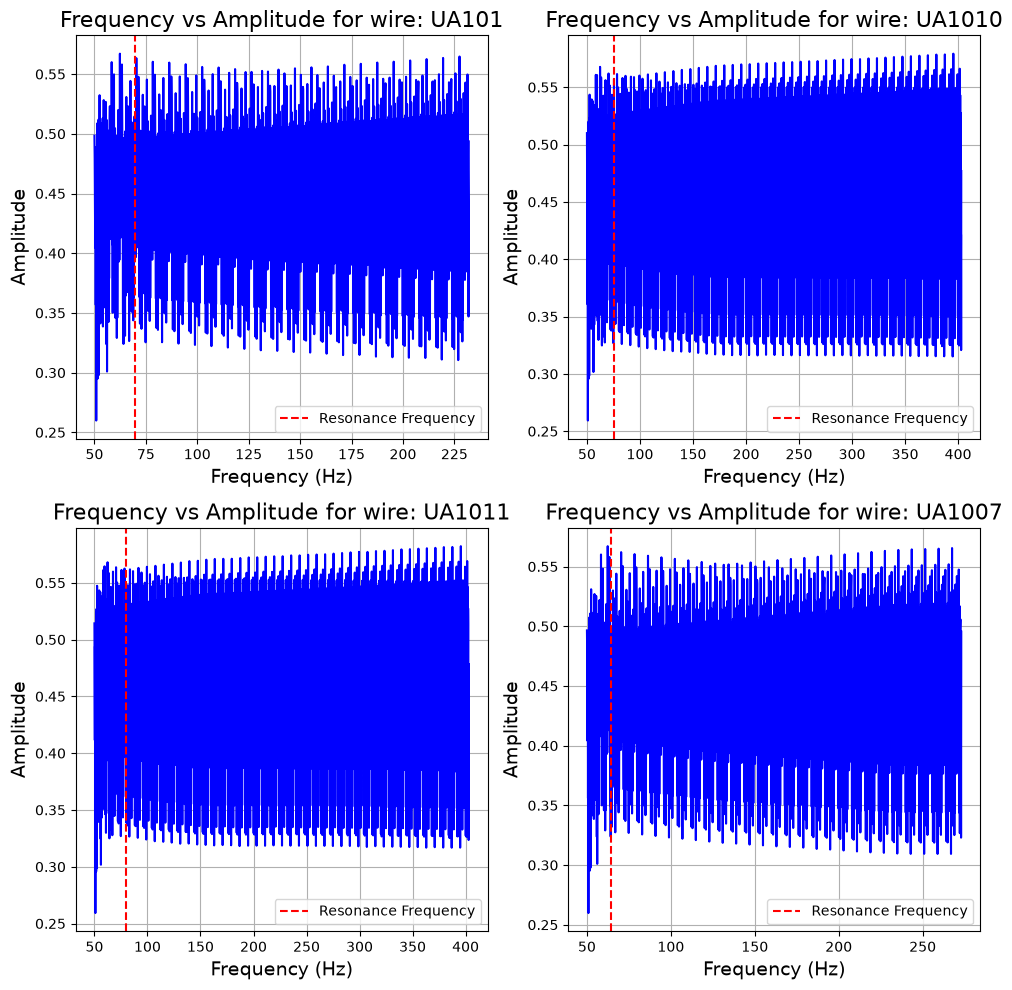 Frequency vs Amplitude for wire: UA101
0.55
0.50
0.45
0.40
0.35
0.30
0.25
Amplitude
50 75 100 125 150 175 200 225
Frequency (Hz)
Resonance Frequency
Frequency vs Amplitude for wire: UA1010
0.55
0.50
0.45
0.40
0.35
0.30
0.25
Amplitude
50 100 150 200 250 300 350 400
Frequency (Hz)
Resonance Frequency
Frequency vs Amplitude for wire: UA1011
0.55
0.50
0.45
0.40
0.35
0.30
0.25
Amplitude
50 100 150 200 250 300 350 400
Frequency (Hz)
Resonance Frequency
Frequency vs Amplitude for wire: UA1007
0.55
0.50
0.45
0.40
0.35
0.30
0.25
Amplitude
50 100 150 200 250
Frequency (Hz)
Resonance Frequency